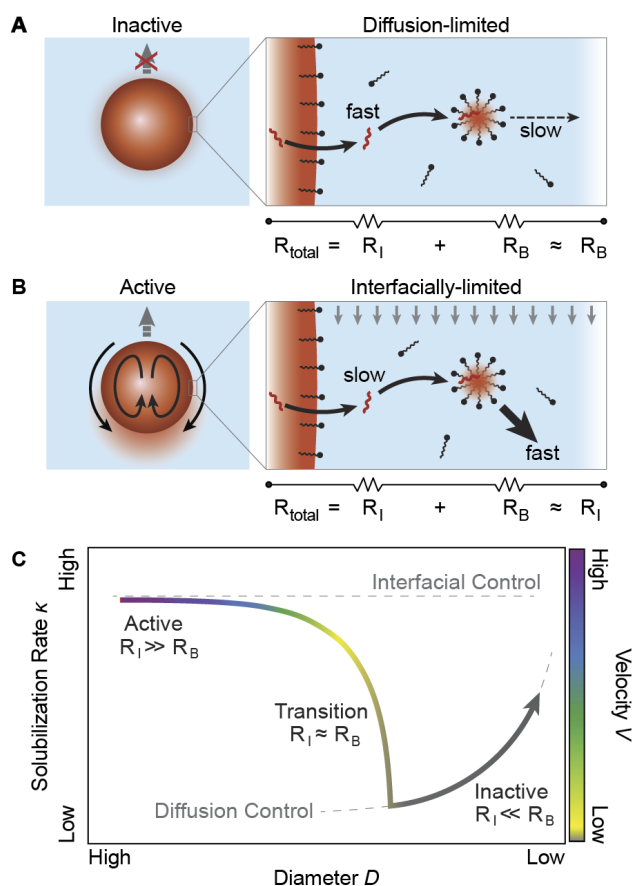 A
Inactive
Diffusion-limited
fast
slow
R_total = R_I + R_B ≈ R_B
B
Active
Interfacially-limited
slow
fast
R_total = R_I + R_B ≈ R_I
C
High
Low
Solubilization Rate κ
Interfacial Control
Active
R_I ≫ R_B
Transition
R_I ≈ R_B
Diffusion Control
Inactive
R_I ≪ R_B
High
Low
Diameter D
High
Low
Velocity V